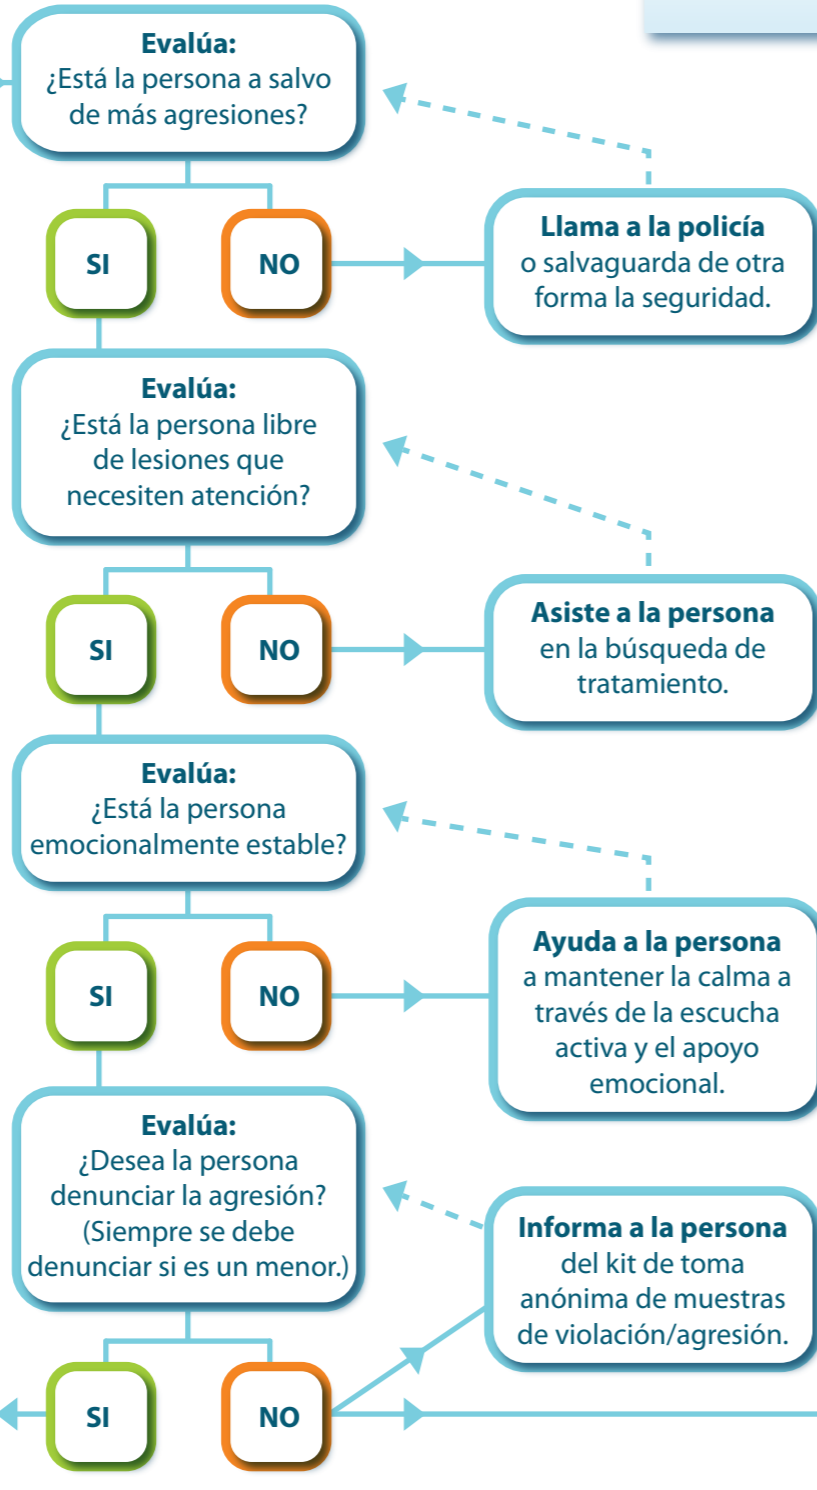 Evalúa:
¿Está la persona a salvo
de más agresiones?
SI
NO
Llama a la policía
o salvaguarda de otra
forma la seguridad.
Evalúa:
¿Está la persona libre
de lesiones que
necesiten atención?
SI
NO
Asiste a la persona
en la búsqueda de
tratamiento.
Evalúa:
¿Está la persona
emocionalmente estable?
SI
NO
Ayuda a la persona
a mantener la calma a
través de la escucha
activa y el apoyo
emocional.
Evalúa:
¿Desea la persona
denunciar la agresión?
(Siempre se debe
denunciar si es un menor.)
SI
NO
Informa a la persona
del kit de toma
anónima de muestras
de violación/agresión.